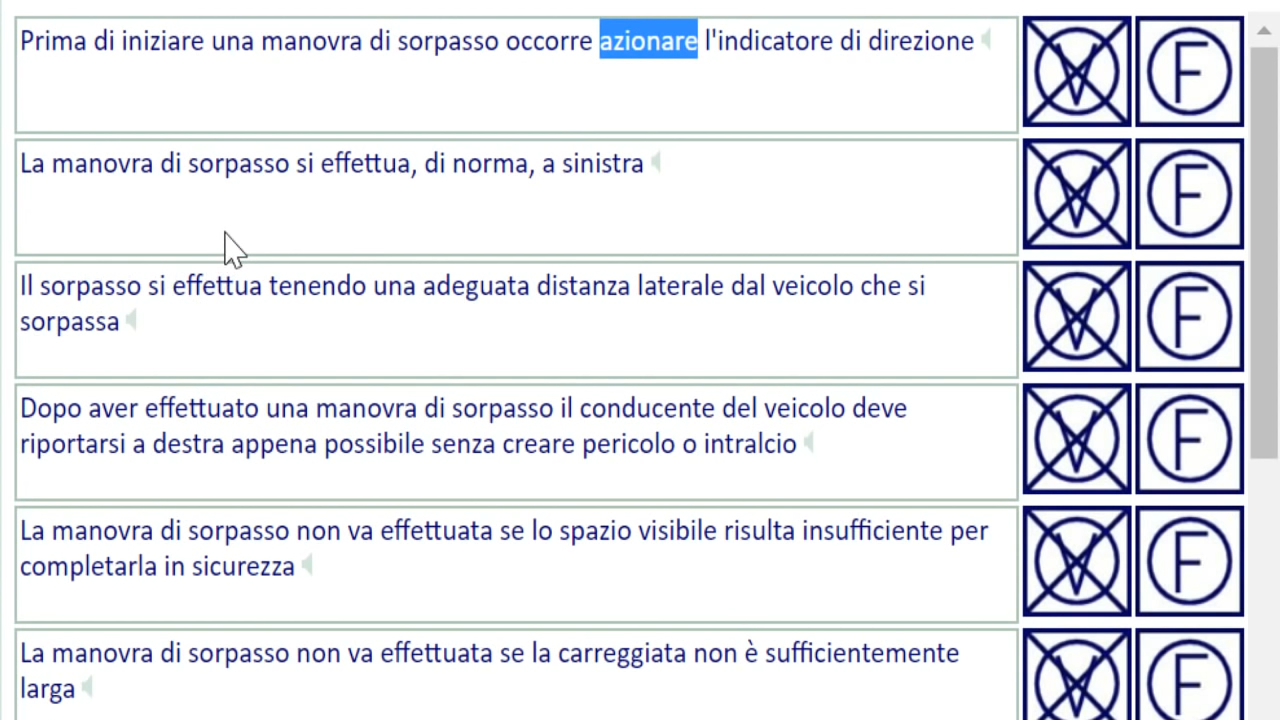 Prima di iniziare una manovra di sorpasso occorre azionare l'indicatore di direzione
V F
La manovra di sorpasso si effettua, di norma, a sinistra
V F
Il sorpasso si effettua tenendo una adeguata distanza laterale dal veicolo che si
sorpassa
V F
Dopo aver effettuato una manovra di sorpasso il conducente del veicolo deve
riportarsi a destra appena possibile senza creare pericolo o intralcio
V F
La manovra di sorpasso non va effettuata se lo spazio visibile risulta insufficiente per
completarla in sicurezza
V F
La manovra di sorpasso non va effettuata se la carreggiata non è sufficientemente
larga
V F